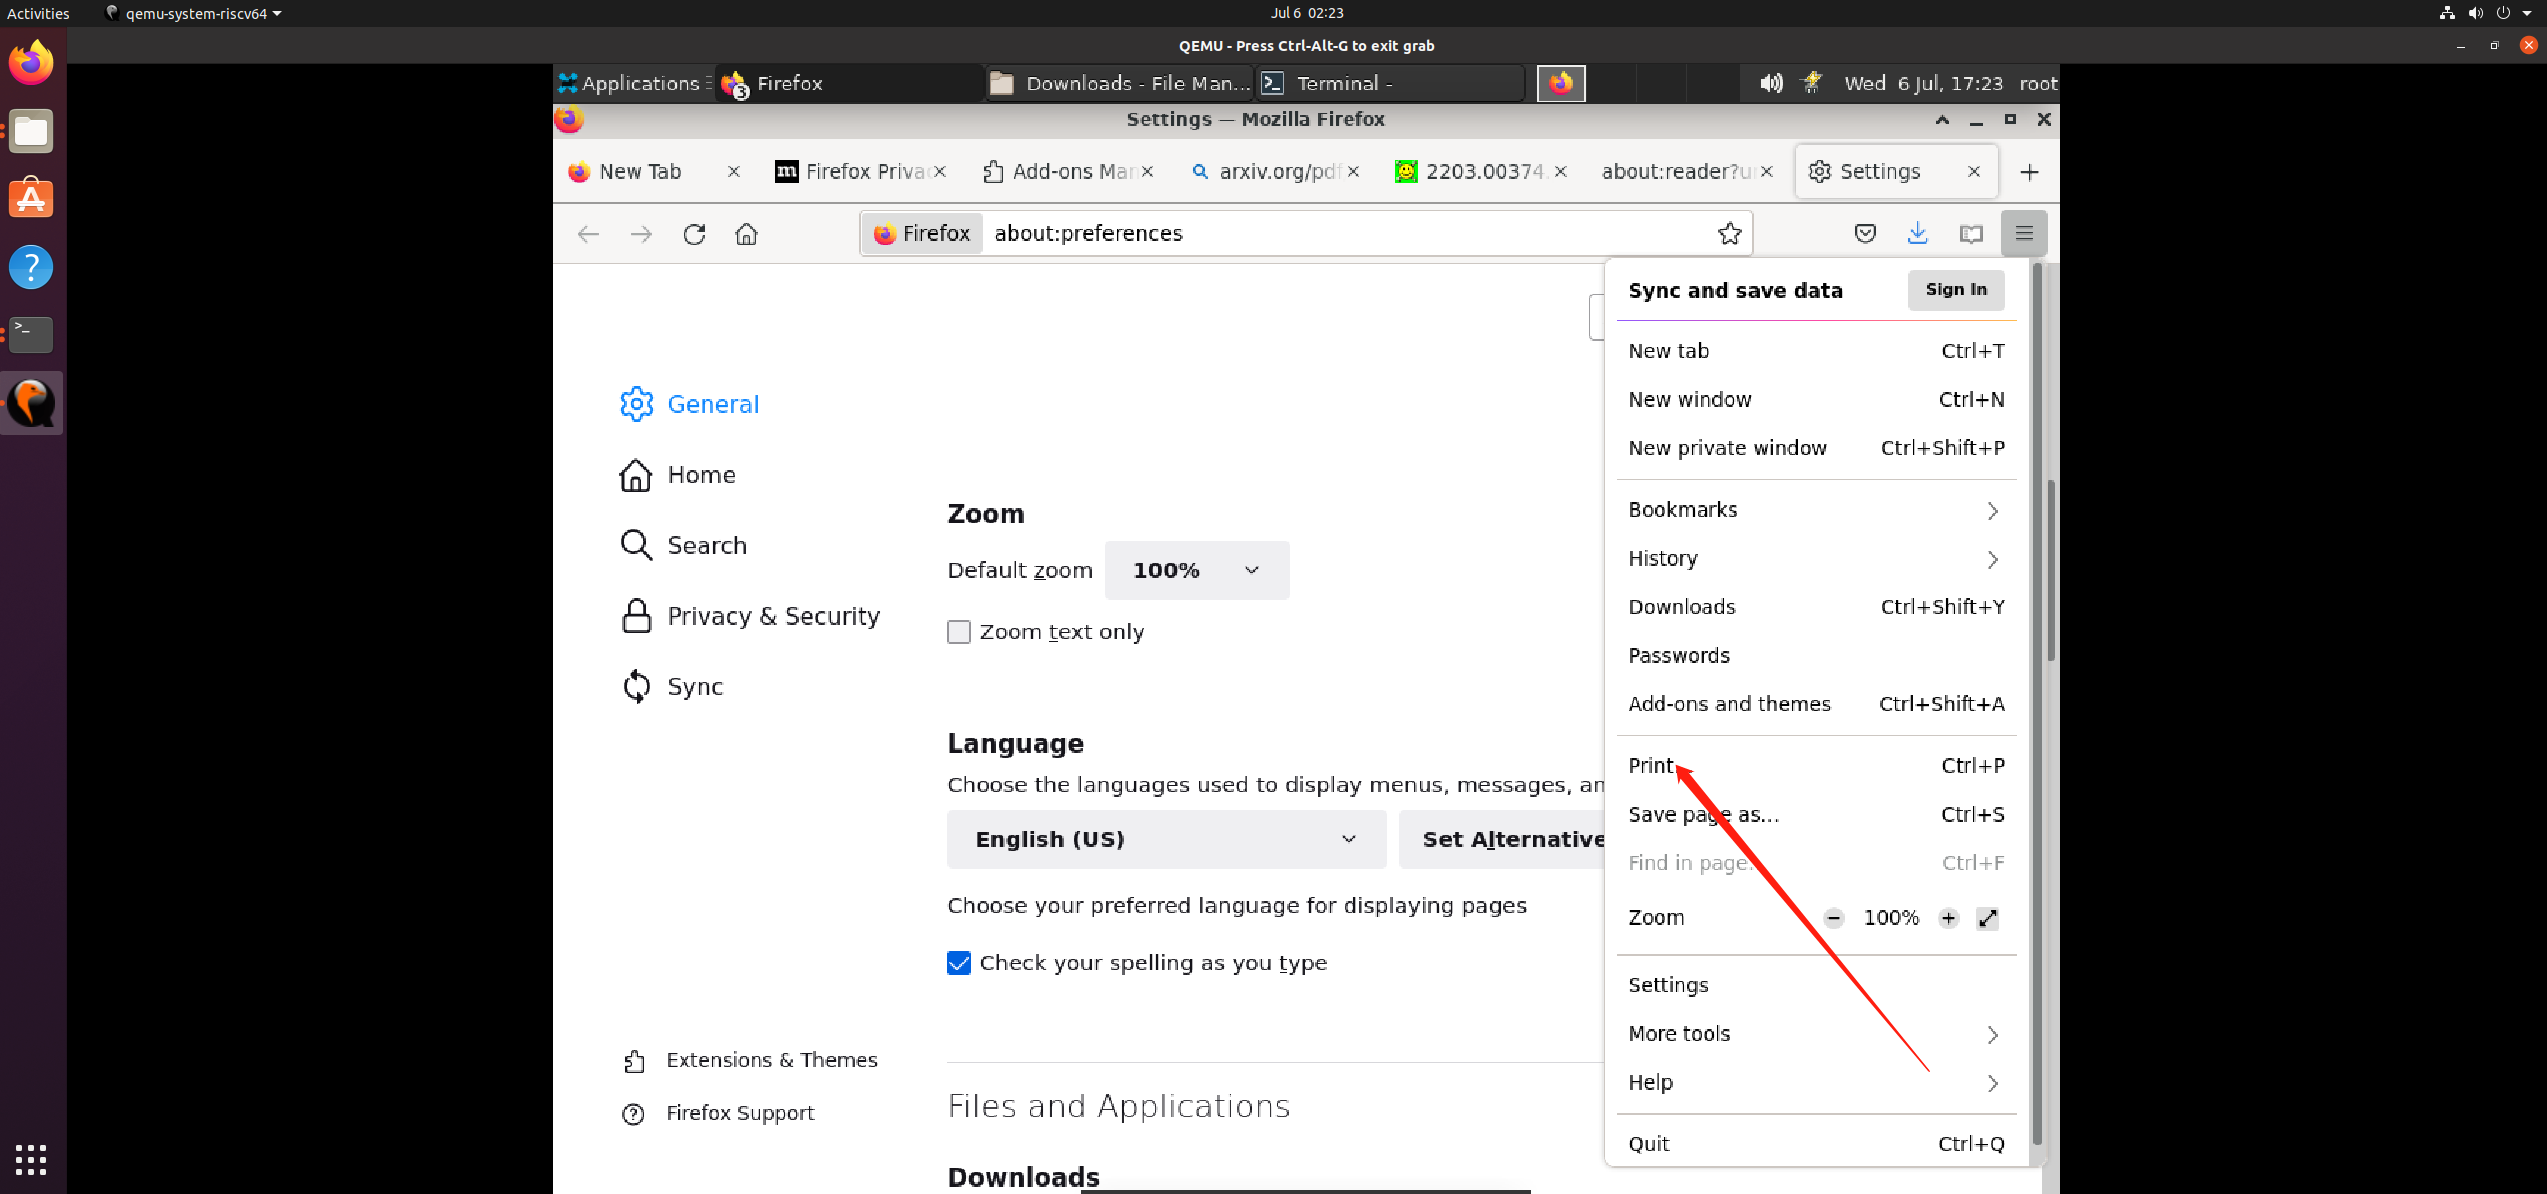 Activities
qemu-system-riscv64
Jul 6 02:23
QEMU - Press Ctrl-Alt-G to exit grab
Applications
3
Firefox
Downloads - File Man...
Terminal -
Wed 6 Jul, 17:23
root
Settings — Mozilla Firefox
New Tab
m
Firefox Privac
Add-ons Man
arxiv.org/pdf
2203.00374.
about:reader?u
Settings
Firefox
about:preferences
Sync and save data
Sign In
New tab Ctrl+T
New window Ctrl+N
New private window Ctrl+Shift+P
Bookmarks
History
Downloads Ctrl+Shift+Y
Passwords
Add-ons and themes Ctrl+Shift+A
Print Ctrl+P
Save page as... Ctrl+S
Find in page. Ctrl+F
Zoom 100%
Settings
More tools
Help
Quit Ctrl+Q
General
Home
Search
Privacy & Security
Sync
Extensions & Themes
Firefox Support
Zoom
Default zoom 100%
Zoom text only
Language
Choose the languages used to display menus, messages, an
English (US)
Set Alternative
Choose your preferred language for displaying pages
Check your spelling as you type
Files and Applications
Downloads